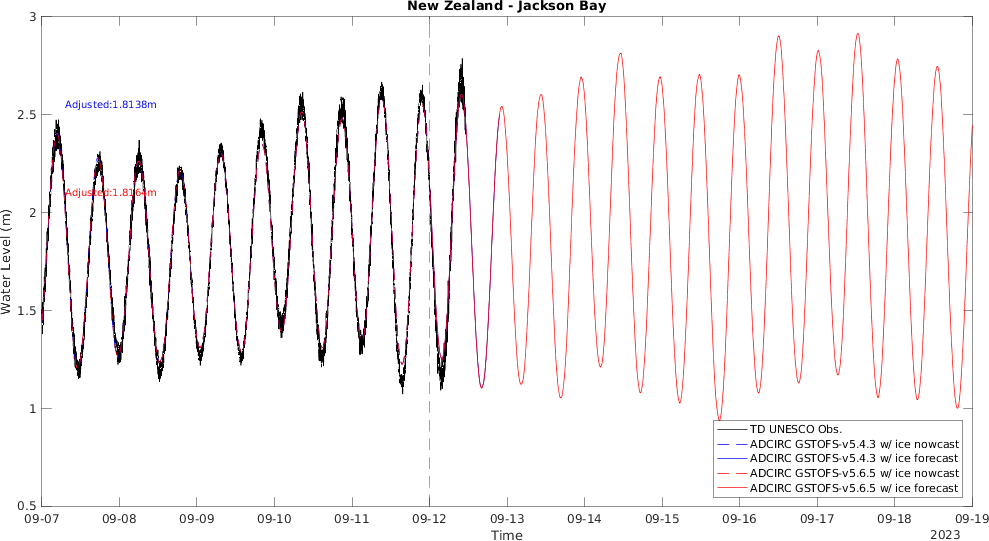 New Zealand - Jackson Bay
3
2.5
2
1.5
1
0.5
Water Level (m)
Adjusted:1.8138m
Adjusted:1.8164m
TD UNESCO Obs.
ADCIRC GSTOFS-v5.4.3 w/ ice nowcast
ADCIRC GSTOFS-v5.4.3 w/ ice forecast
ADCIRC GSTOFS-v5.6.5 w/ ice nowcast
ADCIRC GSTOFS-v5.6.5 w/ ice forecast
09-07 09-08 09-09 09-10 09-11 09-12 09-13 09-14 09-15 09-16 09-17 09-18 09-19
Time
2023